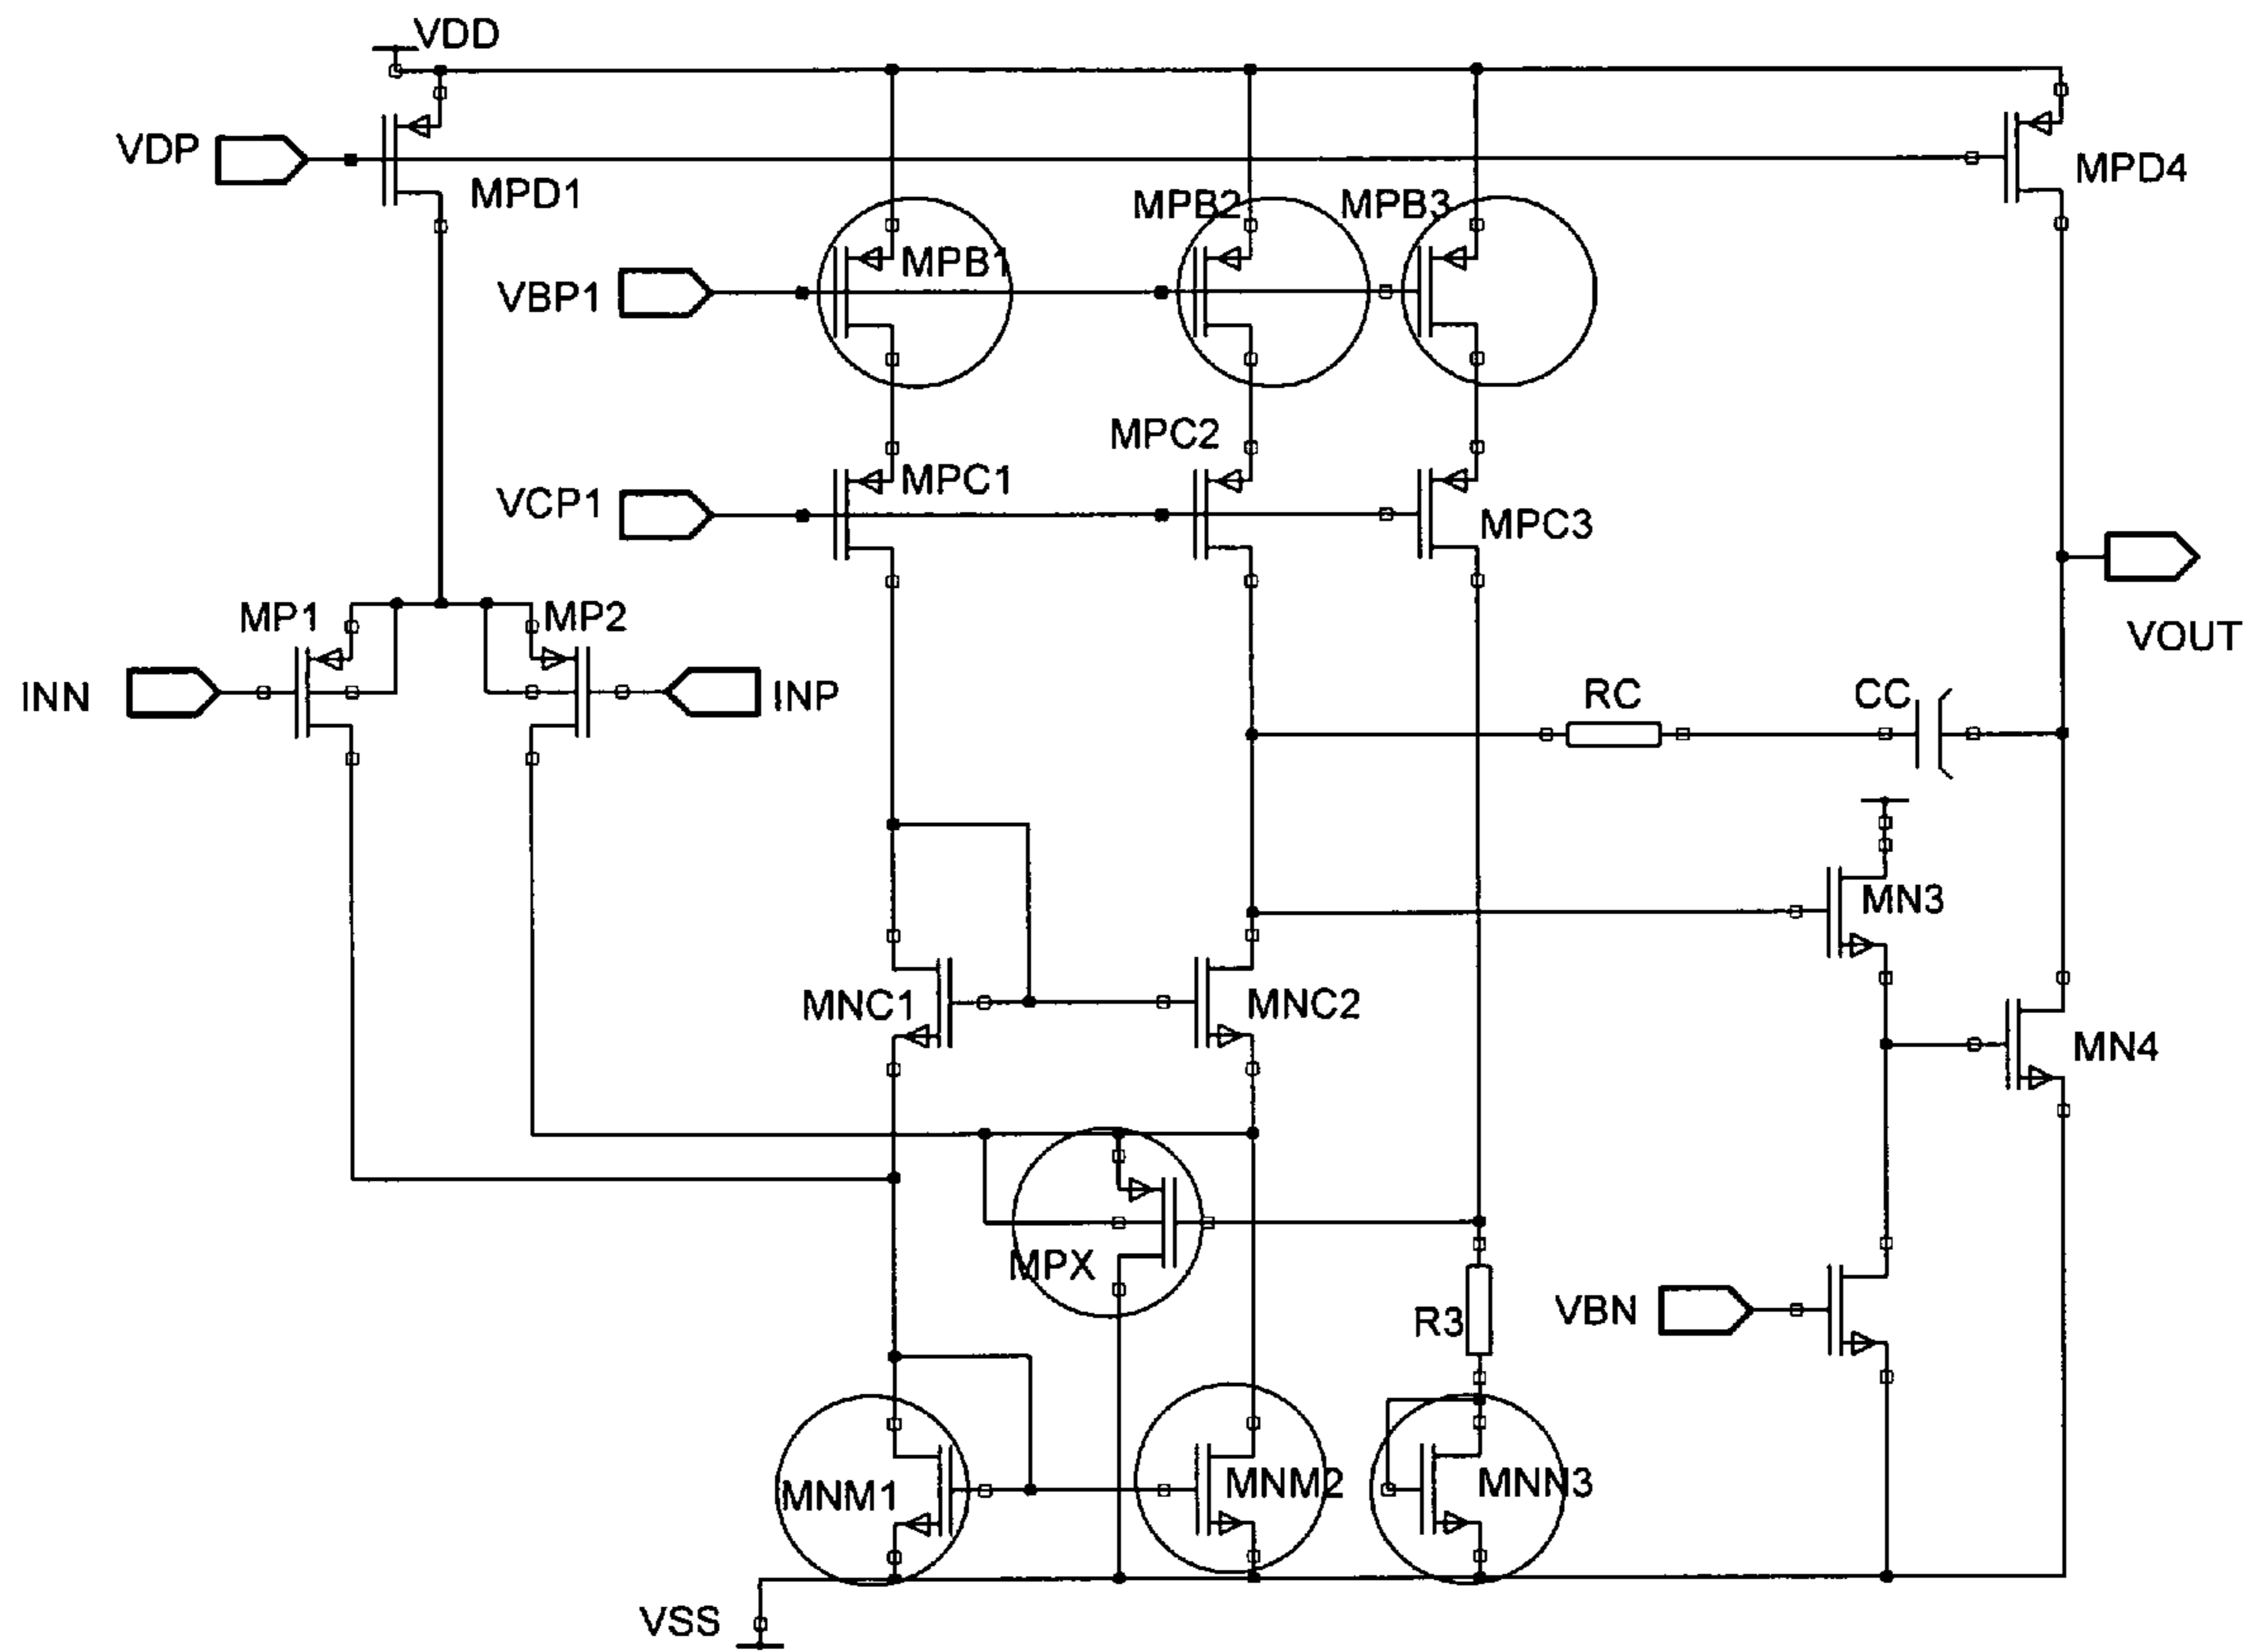 VDD
VDP
MPD1
MPD4
MPB2
MPB3
MPB1
VBP1
MPC2
MPC1
VCP1
MPC3
MP1
MP2
VOUT
INN
INP
RC
CC
MN3
MNC1
MNC2
MN4
MPX
R3
VBN
MNM1
MNM2
MNN3
VSS